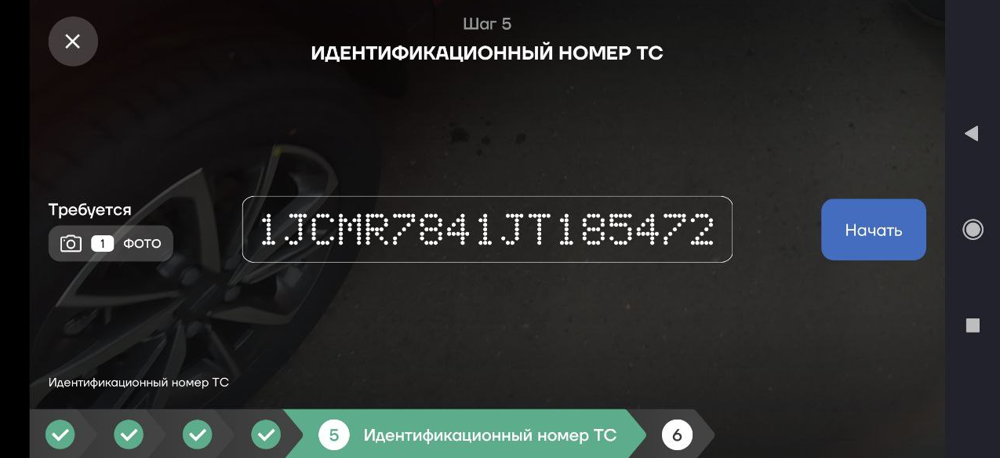 Шаг 5
ИДЕНТИФИКАЦИОННЫЙ НОМЕР ТС
Требуется
1 ФОТО
1JCMR7841JT185472
Начать
Идентификационный номер ТС
5 Идентификационный номер ТС 6